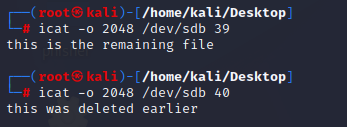 ┌──(root㉿kali)-[/home/kali/Desktop]
└─# icat -o 2048 /dev/sdb 39
this is the remaining file
┌──(root㉿kali)-[/home/kali/Desktop]
└─# icat -o 2048 /dev/sdb 40
this was deleted earlier